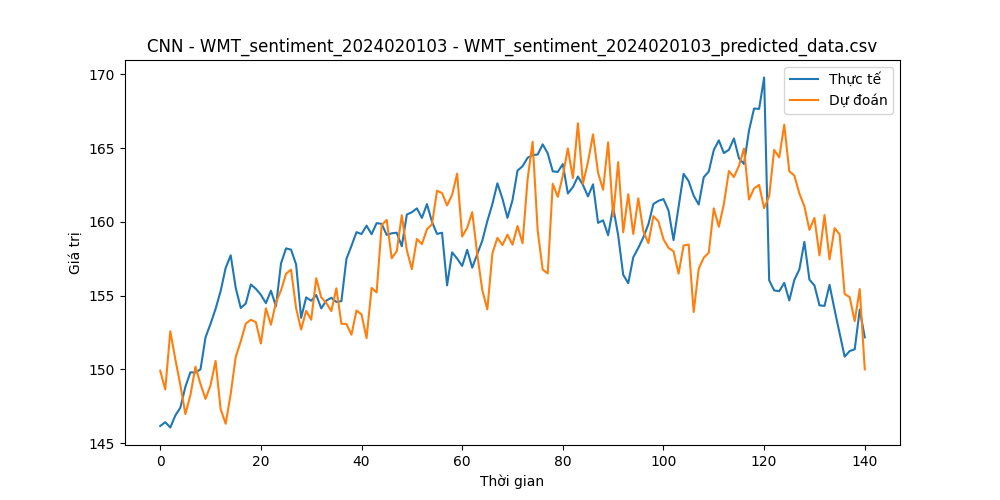 CNN - WMT_sentiment_2024020103 - WMT_sentiment_2024020103_predicted_data.csv
Thực tế
Dự đoán
Giá trị
170
165
160
155
150
145
0 20 40 60 80 100 120 140
Thời gian